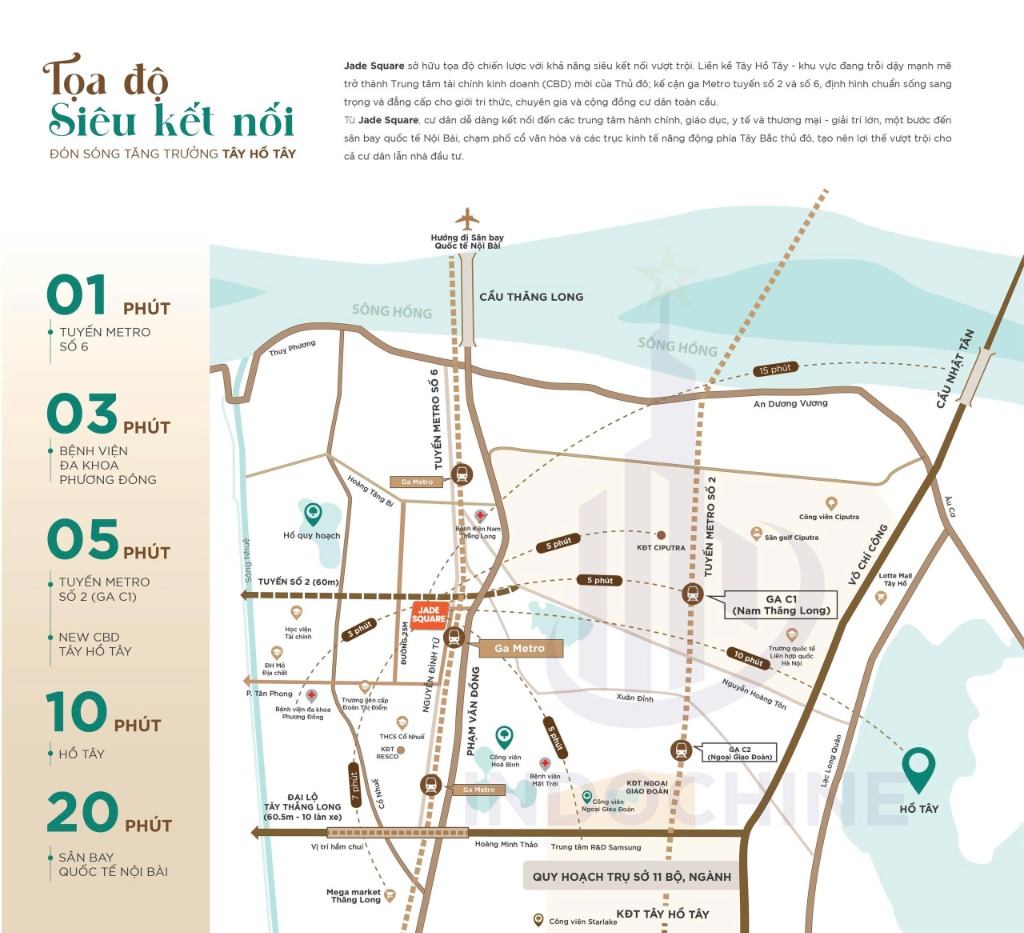 Tọa độ
Siêu kết nối
ĐÓN SÓNG TĂNG TRƯỞNG TÂY HỒ TÂY
Jade Square sở hữu tọa độ chiến lược với khả năng siêu kết nối vượt trội. Liền kề Tây Hồ Tây - khu vực đang trỗi dậy mạnh mẽ
trở thành Trung tâm tài chính kinh doanh (CBD) mới của Thủ đô; kế cận ga Metro tuyến số 2 và số 6, định hình chuẩn sống sang
trọng và đẳng cấp cho giới tri thức, chuyên gia và cộng đồng cư dân toàn cầu.
Từ Jade Square, cư dân dễ dàng kết nối đến các trung tâm hành chính, giáo dục, y tế và thương mại - giải trí lớn, một bước đến
sân bay quốc tế Nội Bài, chạm phố cổ văn hóa và các trục kinh tế năng động phía Tây Bắc thủ đô, tạo nên lợi thế vượt trội cho
cả cư dân lẫn nhà đầu tư.
01 PHÚT
TUYẾN METRO
SỐ 6
03 PHÚT
BỆNH VIỆN
ĐA KHOA
PHƯƠNG ĐÔNG
05 PHÚT
TUYẾN METRO
SỐ 2 (GA C1)
NEW CBD
TÂY HỒ TÂY
10 PHÚT
HỒ TÂY
20 PHÚT
SÂN BAY
QUỐC TẾ NỘI BÀI
Hướng đi Sân bay
Quốc tế Nội Bài
CẦU THĂNG LONG
SÔNG HỒNG
SÔNG HỒNG
CẦU NHẬT TÂN
Thuỵ Phương
15 phút
An Dương Vương
TUYẾN METRO SỐ 6
TUYẾN METRO SỐ 2
Ga Metro
Hoàng Tăng Bí
Hồ quy hoạch
Bệnh viện Nam
Thăng Long
5 phút
KĐT CIPUTRA
Công viên Ciputra
Sân golf Ciputra
Âu Cơ
VÕ CHÍ CÔNG
Lotte Mall
Tây Hồ
Sông Nhuệ
TUYẾN SỐ 2 (60m)
5 phút
GA C1
(Nam Thăng Long)
JADE
SQUARE
Học viện
Tài chính
3 phút
ĐƯỜNG 25M
NGUYỄN ĐÌNH TỨ
Ga Metro
Trường quốc tế
Liên hợp quốc
Hà Nội
10 phút
ĐH Mỏ
Địa chất
P. Tân Phong
Bệnh viện đa khoa
Phương Đông
Trường liên cấp
Đoàn Thị Điểm
PHẠM VĂN ĐỒNG
Xuân Đỉnh
Nguyễn Hoàng Tôn
THCS Cổ Nhuế
KĐT
RESCO
Công viên
Hoà Bình
5 phút
Bệnh viện
Mặt Trời
GA C2
(Ngoại Giao Đoàn)
Lạc Long Quân
HỒ TÂY
7 phút
Cổ Nhuế
Ga Metro
KĐT NGOẠI
GIAO ĐOÀN
Công viên
Ngoại Giao Đoàn
INDOCHINE
ĐẠI LỘ
TÂY THĂNG LONG
(60.5m - 10 làn xe)
Vị trí hầm chui
Hoàng Minh Thảo
Trung tâm R&D Samsung
QUY HOẠCH TRỤ SỞ 11 BỘ, NGÀNH
Mega market
Thăng Long
Công viên Starlake
KĐT TÂY HỒ TÂY